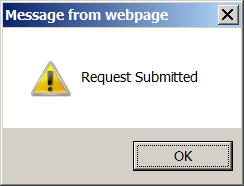 Message from webpage
Request Submitted
OK